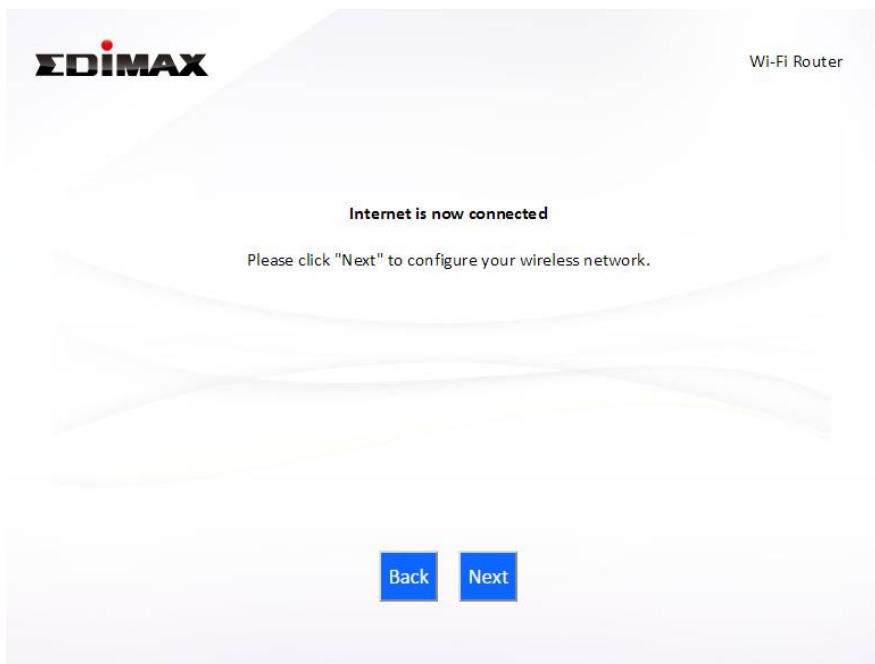 EDIMAX
Wi-Fi Router
Internet is now connected
Please click "Next" to configure your wireless network.
Back Next